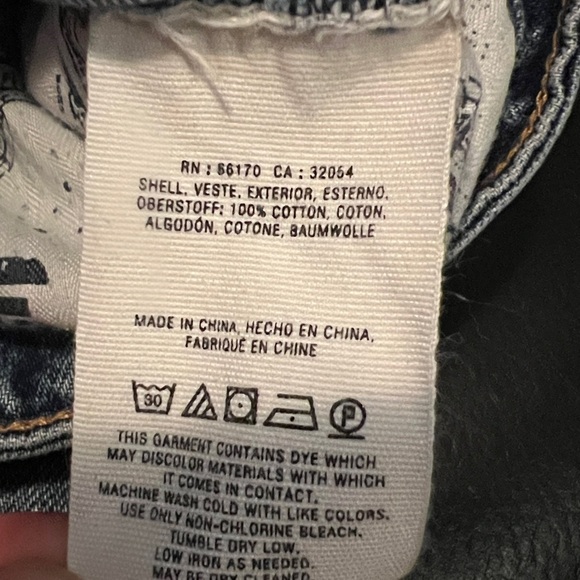 RN : 66170 CA : 32054
SHELL, VESTE, EXTERIOR, ESTERNO,
OBERSTOFF: 100% COTTON, COTON,
ALGODÓN, COTONE, BAUMWOLLE
MADE IN CHINA, HECHO EN CHINA,
FABRIQUÉ EN CHINE
30
P
THIS GARMENT CONTAINS DYE WHICH
MAY DISCOLOR MATERIALS WITH WHICH
IT COMES IN CONTACT.
MACHINE WASH COLD WITH LIKE COLORS.
USE ONLY NON-CHLORINE BLEACH.
TUMBLE DRY LOW.
LOW IRON AS NEEDED.
MAY BE DRY CLEANED